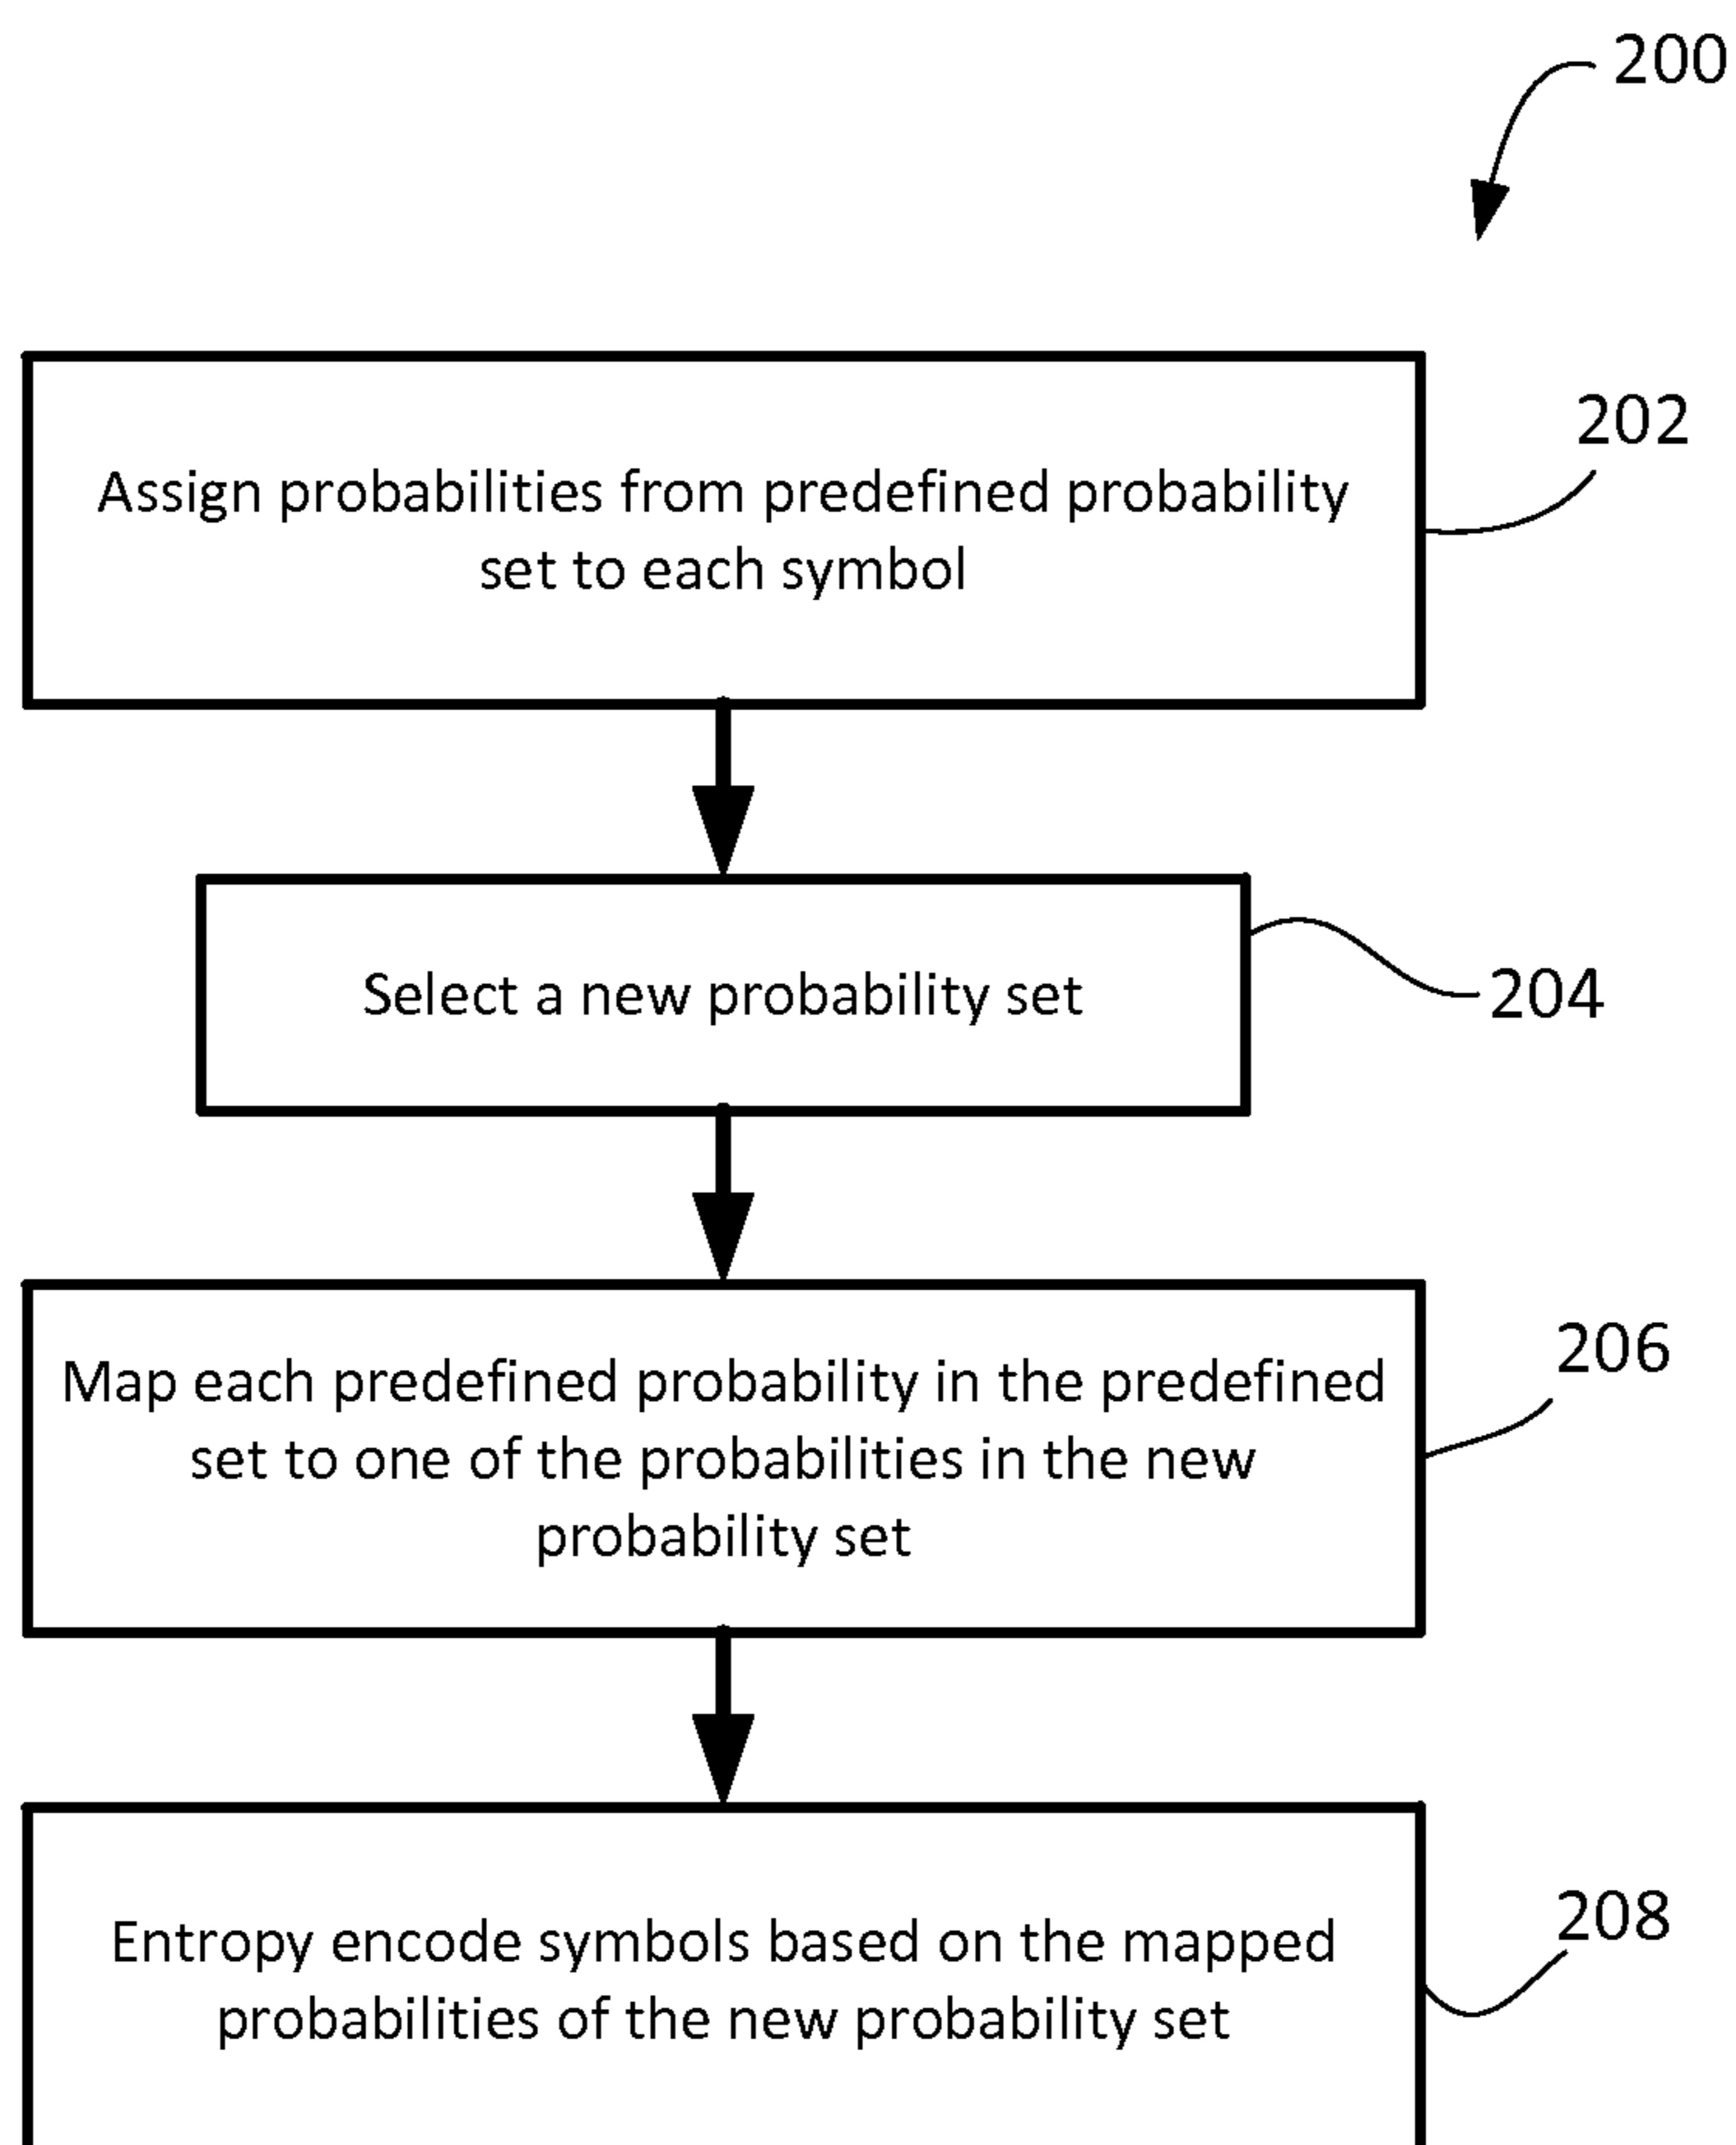 200
202
Assign probabilities from predefined probability
set to each symbol
Select a new probability set
204
206
Map each predefined probability in the predefined
set to one of the probabilities in the new
probability set
208
Entropy encode symbols based on the mapped
probabilities of the new probability set